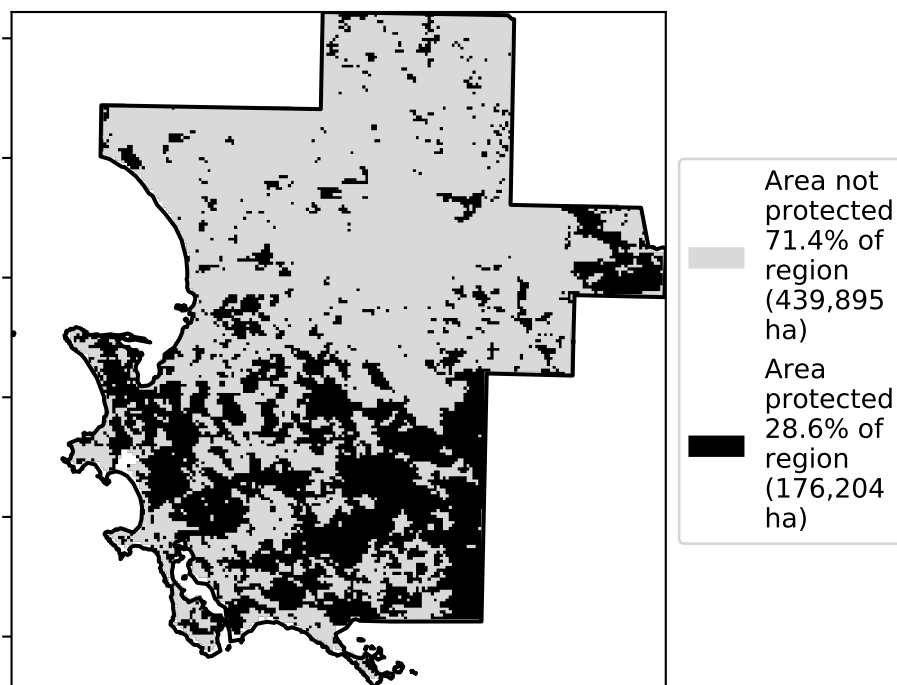 Area not
protected
71.4% of
region
(439,895
ha)
Area
protected
28.6% of
region
(176,204
ha)